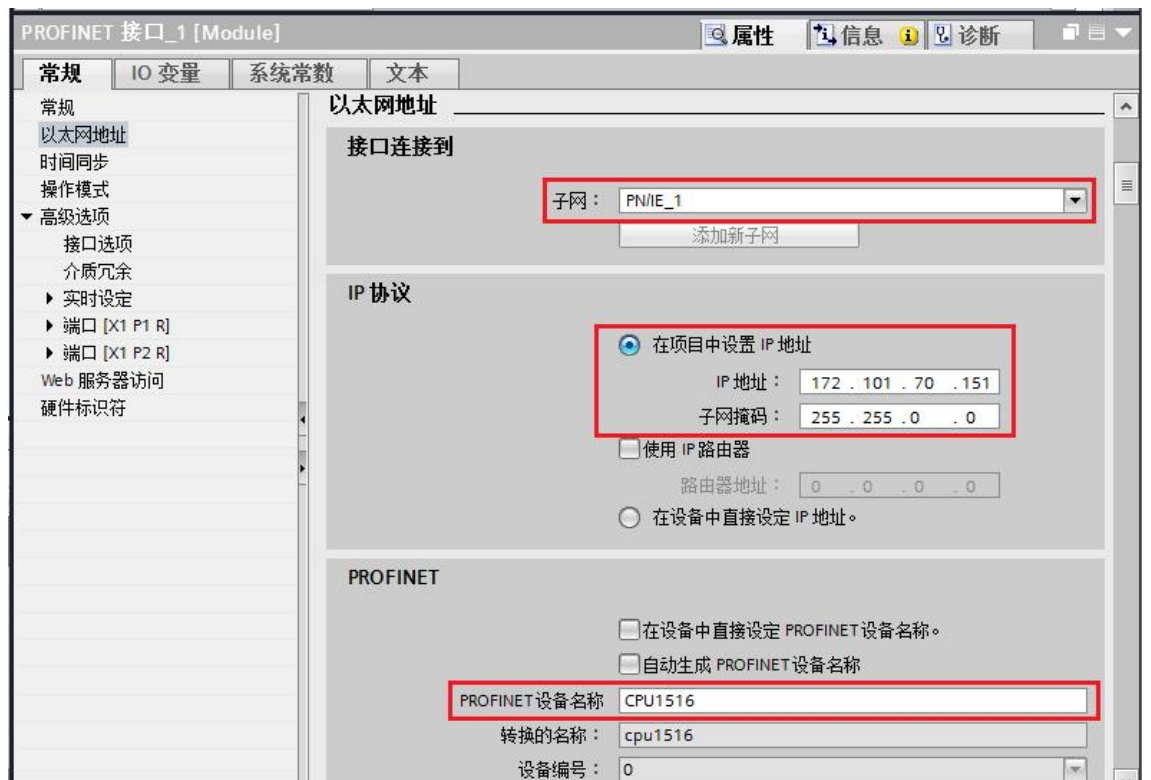 PROFINET 接口_1 [Module]
属性 信息 诊断
常规 IO 变量 系统常数 文本
常规
以太网地址
时间同步
操作模式
高级选项
接口选项
介质冗余
实时设定
端口 [X1 P1 R]
端口 [X1 P2 R]
Web 服务器访问
硬件标识符
以太网地址
接口连接到
子网： PN/IE_1
添加新子网
IP 协议
在项目中设置 IP 地址
IP 地址： 172 . 101 . 70 . 151
子网掩码： 255 . 255 . 0 . 0
使用 IP 路由器
路由器地址： 0 . 0 . 0 . 0
在设备中直接设定 IP 地址。
PROFINET
在设备中直接设定 PROFINET 设备名称。
自动生成 PROFINET 设备名称
PROFINET 设备名称 CPU1516
转换的名称： cpu1516
设备编号： 0